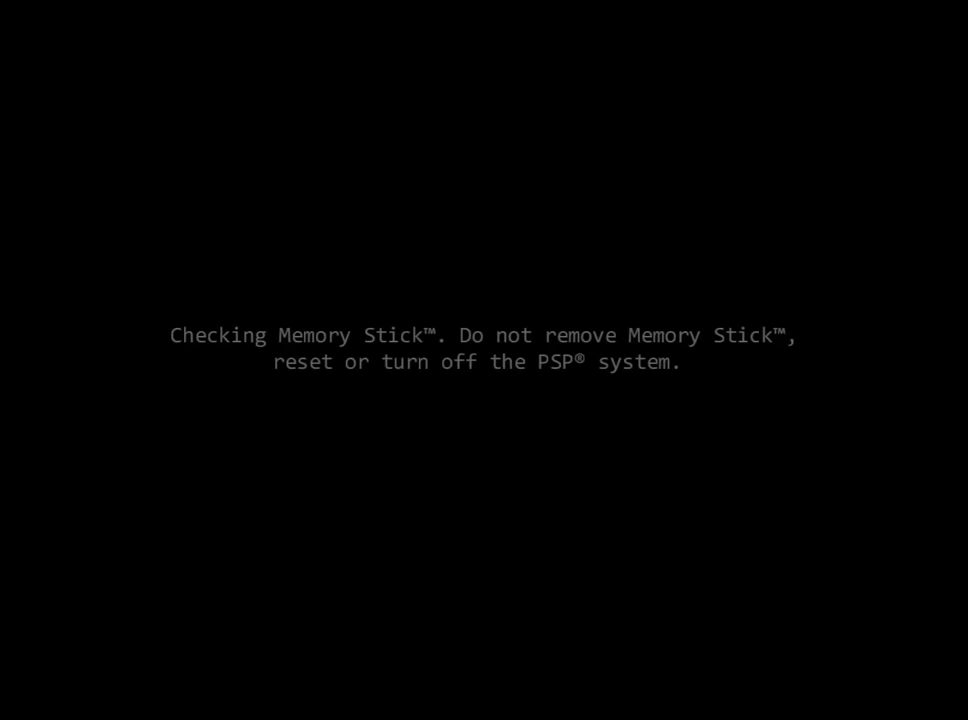 Checking Memory Stick™. Do not remove Memory Stick™,
reset or turn off the PSP® system.